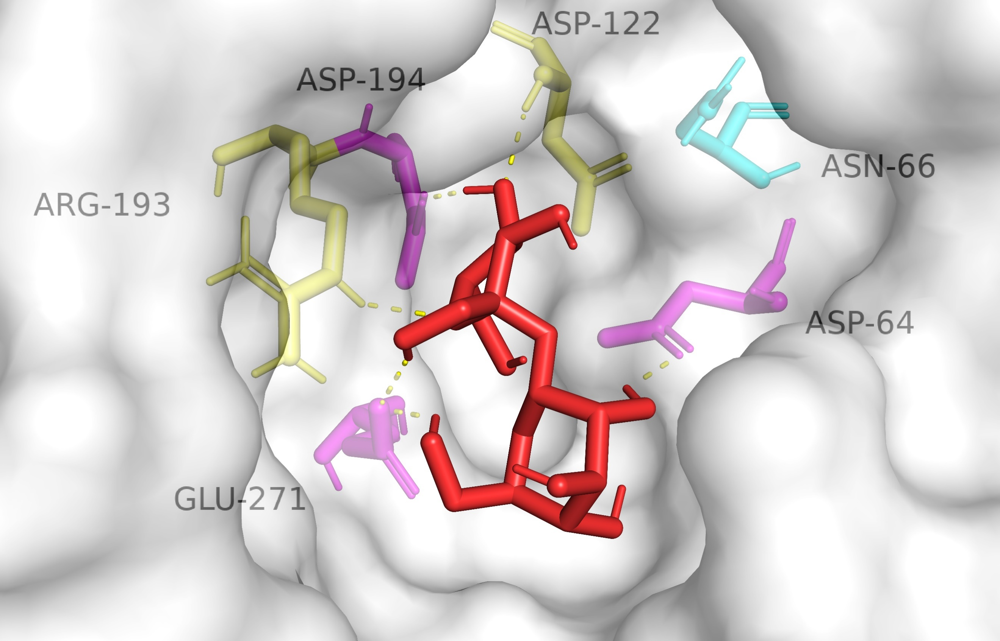 ASP-122
ASP-194
ASN-66
ARG-193
ASP-64
GLU-271